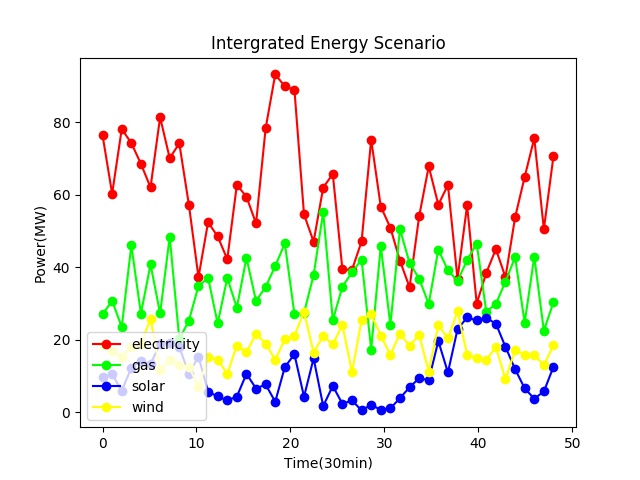 Intergrated Energy Scenario
Power(MW)
80
60
40
20
0
electricity
gas
solar
wind
0 10 20 30 40 50
Time(30min)